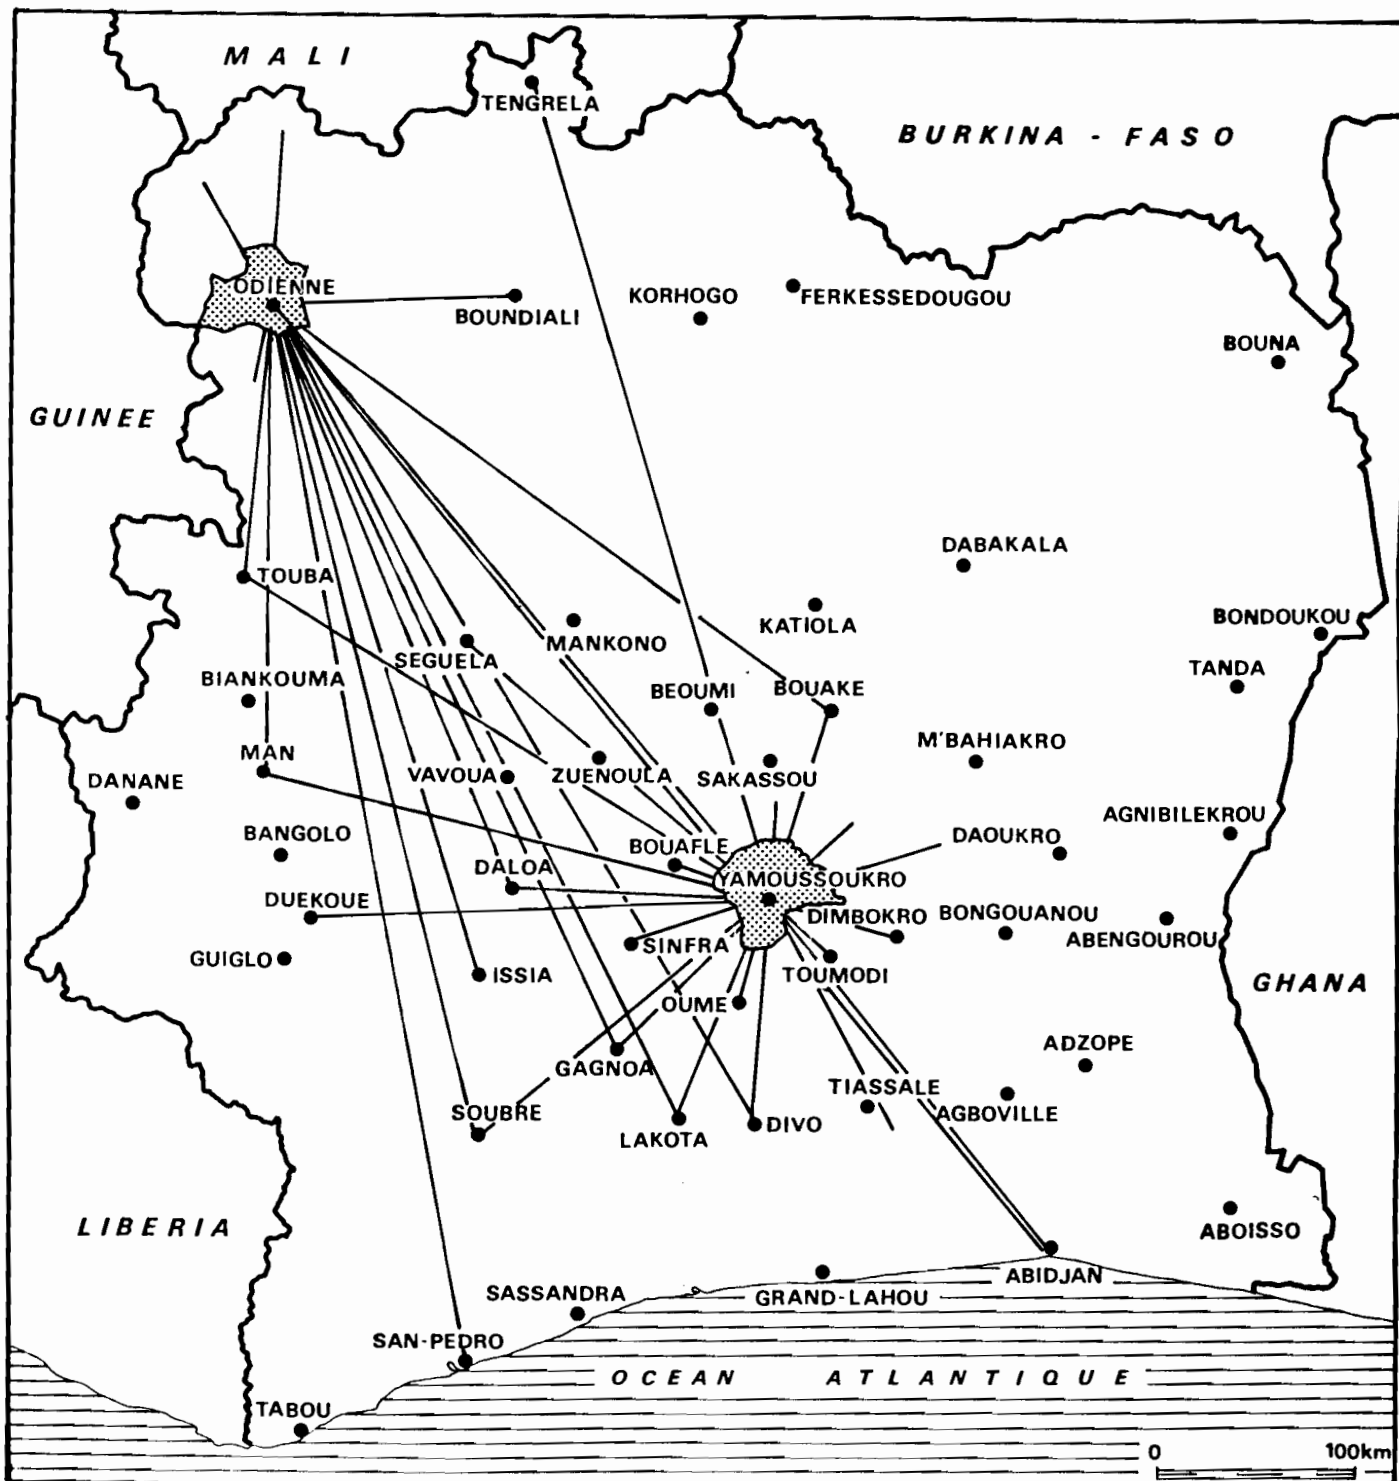 MALI
TENGRELA
BURKINA - FASO
ODIENNE
BOUNDIALI
KORHOGO
FERKESSEDOUGOU
BOUNA
GUINEE
DABAKALA
TOUBA
KATIOLA
BONDOUKOU
MANKONO
SEGUELA
TANDA
BIANKOUMA
BEOUMI
BOUAKE
M'BAHIAKRO
MAN
DANANE
VAVOUA
ZUENOULA
SAKASSOU
AGNIBILEKROU
BANGOLO
BOUAFLE
DAOUKRO
DALOA
YAMOUSSOUKRO
DUEKOUE
DIMBOKRO
BONGOUANOU
ABENGOUROU
SINFRA
GUIGLO
ISSIA
TOUMODI
GHANA
OUME
ADZOPE
GAGNOA
TIASSALE
SOUBRE
AGBOVILLE
LAKOTA
DIVO
LIBERIA
ABOISSO
ABIDJAN
SASSANDRA
GRAND-LAHOU
SAN-PEDRO
OCEAN ATLANTIQUE
TABOU
0 100km